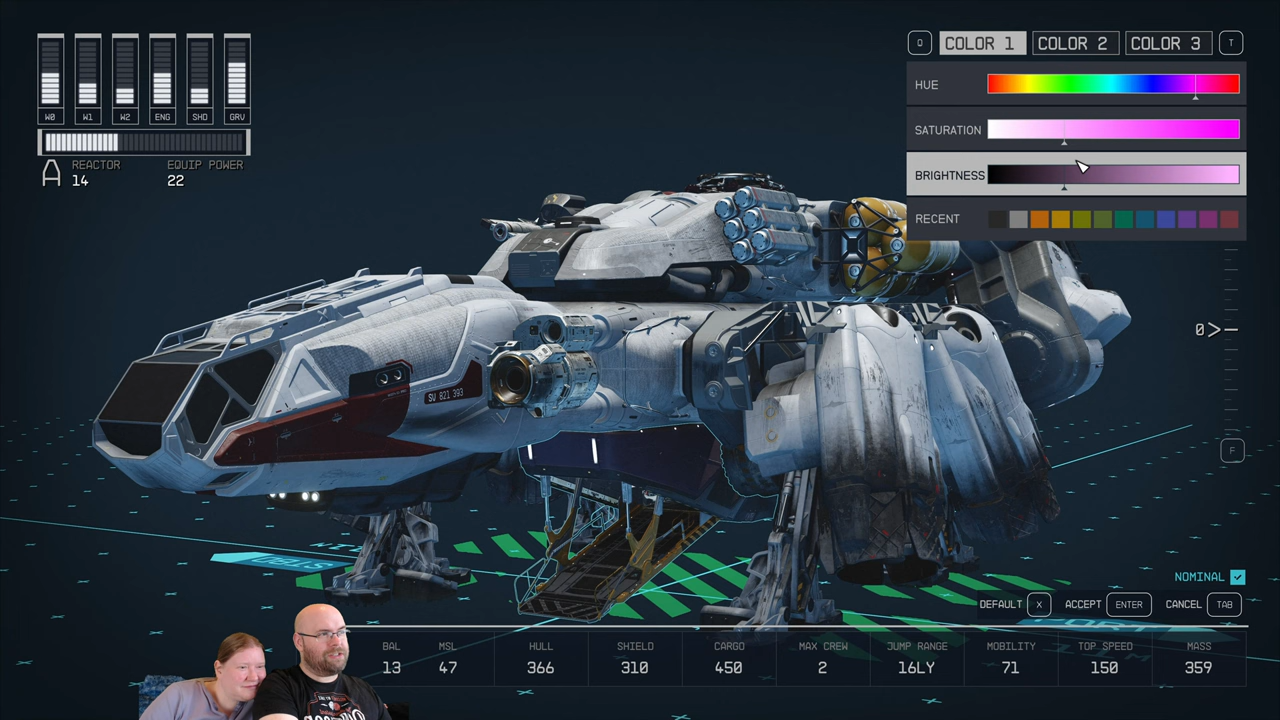 W0 W1 W2 ENG SHD GRV
REACTOR
14
EQUIP POWER
22
Q COLOR 1 COLOR 2 COLOR 3 T
HUE
SATURATION
BRIGHTNESS
RECENT
0
F
SV 821 393
NOMINAL
DEFAULT X ACCEPT ENTER CANCEL TAB
BAL MSL HULL SHIELD CARGO MAX CREW JUMP RANGE MOBILITY TOP SPEED MASS
13 47 366 310 450 2 16LY 71 150 359